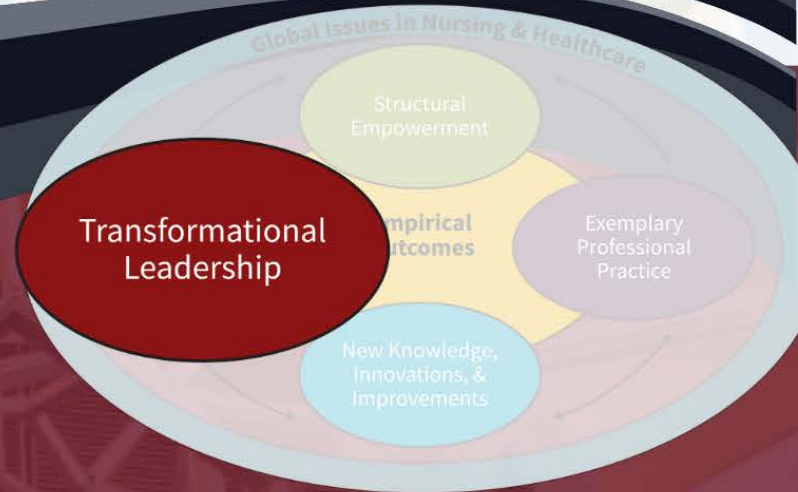 Global Issues in Nursing & Healthcare
Structural
Empowerment
Transformational
Leadership
mpirical
utcomes
Exemplary
Professional
Practice
New Knowledge,
Innovations, &
Improvements